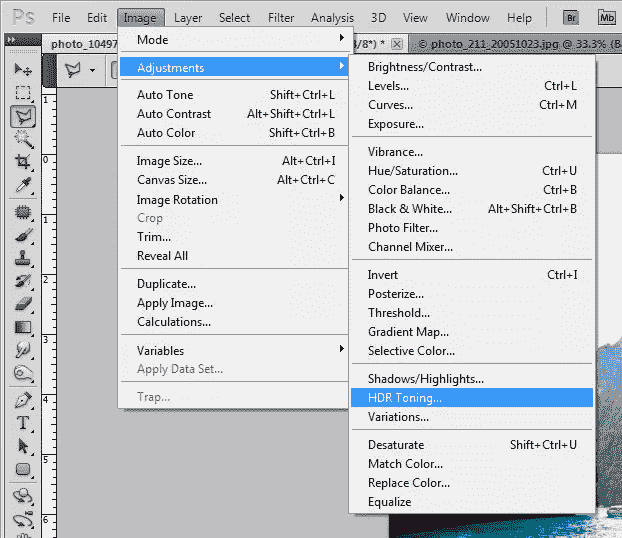 Ps File Edit Image Layer Select Filter Analysis 3D View Window Help Br Mb
photo_10497
/8*) * × © photo_211_20051023.jpg @ 33.3% (B
Mode
Adjustments
Auto Tone Shift+Ctrl+L
Auto Contrast Alt+Shift+Ctrl+L
Auto Color Shift+Ctrl+B
Image Size... Alt+Ctrl+I
Canvas Size... Alt+Ctrl+C
Image Rotation
Crop
Trim...
Reveal All
Duplicate...
Apply Image...
Calculations...
Variables
Apply Data Set...
Trap...
Brightness/Contrast...
Levels... Ctrl+L
Curves... Ctrl+M
Exposure...
Vibrance...
Hue/Saturation... Ctrl+U
Color Balance... Ctrl+B
Black & White... Alt+Shift+Ctrl+B
Photo Filter...
Channel Mixer...
Invert Ctrl+I
Posterize...
Threshold...
Gradient Map...
Selective Color...
Shadows/Highlights...
HDR Toning...
Variations...
Desaturate Shift+Ctrl+U
Match Color...
Replace Color...
Equalize
1
0
1
2
3
4
5
6